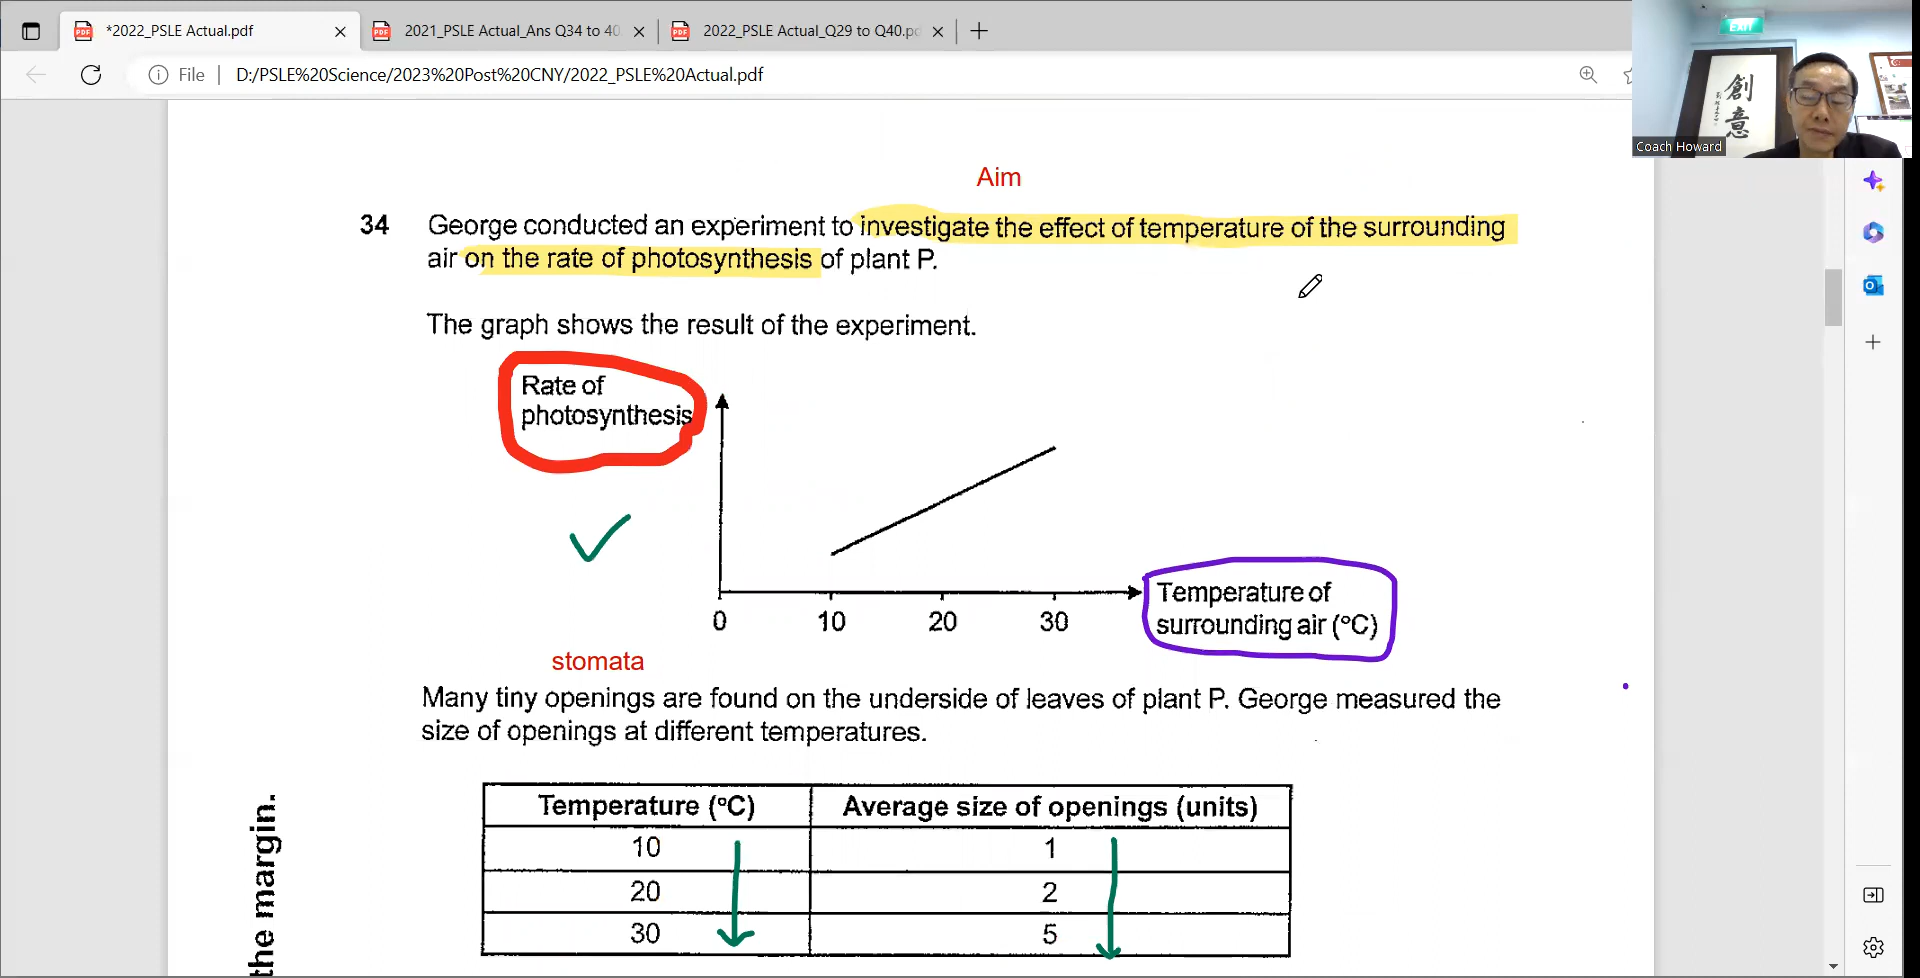 *2022_PSLE Actual.pdf
2021_PSLE Actual_Ans Q34 to 40
2022_PSLE Actual_Q29 to Q40.pd
File
D:/PSLE%20Science/2023%20Post%20CNY/2022_PSLE%20Actual.pdf
EXIT
創
意
Coach Howard
Aim
34 George conducted an experiment to investigate the effect of temperature of the surrounding
air on the rate of photosynthesis of plant P.
The graph shows the result of the experiment.
Rate of
photosynthesis
0 10 20 30
Temperature of
surrounding air (°C)
stomata
Many tiny openings are found on the underside of leaves of plant P. George measured the
size of openings at different temperatures.
Temperature (°C) Average size of openings (units)
10 1
20 2
30 5
the margin.